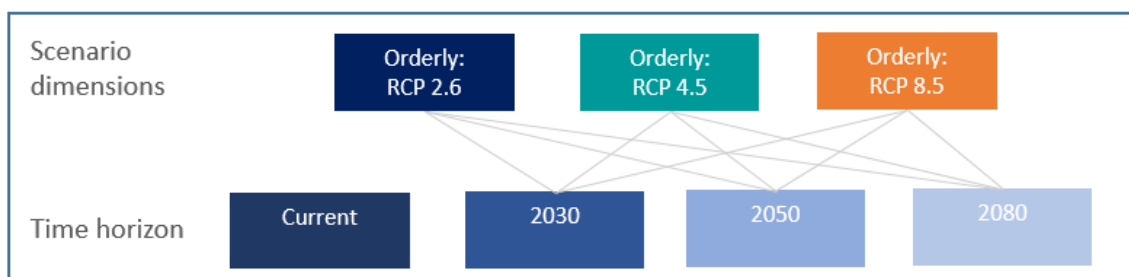 Scenario
dimensions
Orderly:
RCP 2.6
Orderly:
RCP 4.5
Orderly:
RCP 8.5
Time horizon
Current
2030
2050
2080